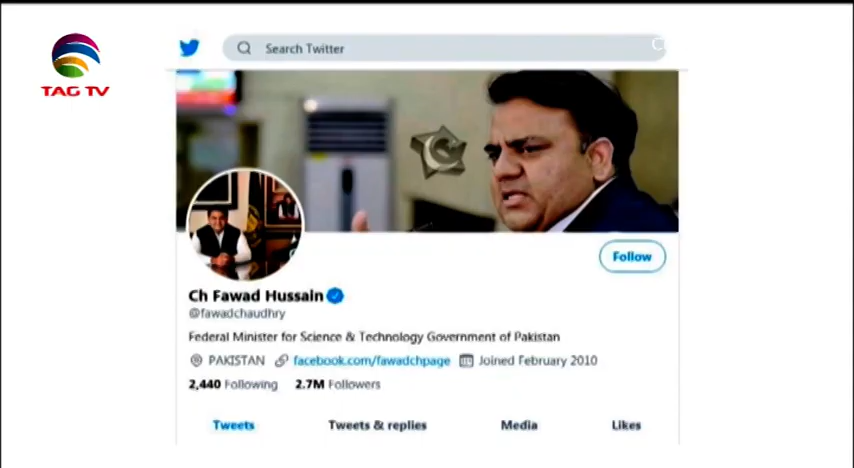 TAG TV
Search Twitter
Follow
Ch Fawad Hussain
@fawadchaudhry
Federal Minister for Science & Technology Government of Pakistan
PAKISTAN facebook.com/fawadchpage Joined February 2010
2,440 Following 2.7M Followers
Tweets Tweets & replies Media Likes